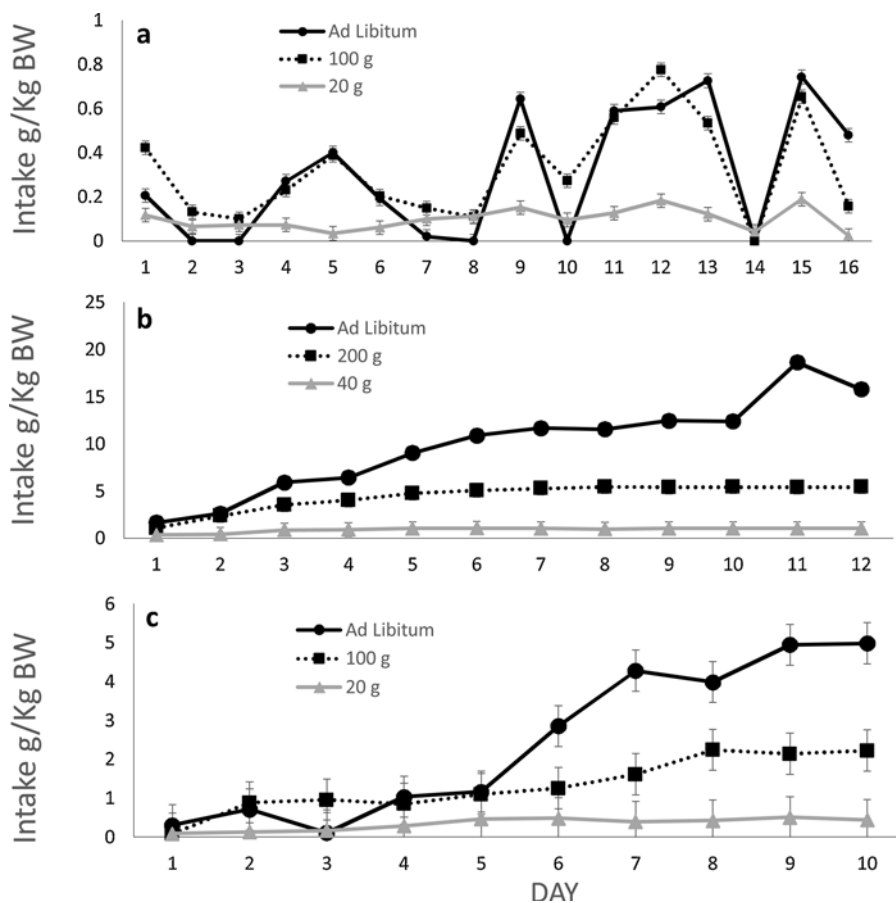 a
Intake g/Kg BW
1
0.8
0.6
0.4
0.2
0
Ad Libitum
100 g
20 g
1 2 3 4 5 6 7 8 9 10 11 12 13 14 15 16
b
Intake g/Kg BW
25
20
15
10
5
0
Ad Libitum
200 g
40 g
1 2 3 4 5 6 7 8 9 10 11 12
c
Intake g/Kg BW
6
5
4
3
2
1
0
Ad Libitum
100 g
20 g
1 2 3 4 5 6 7 8 9 10
DAY